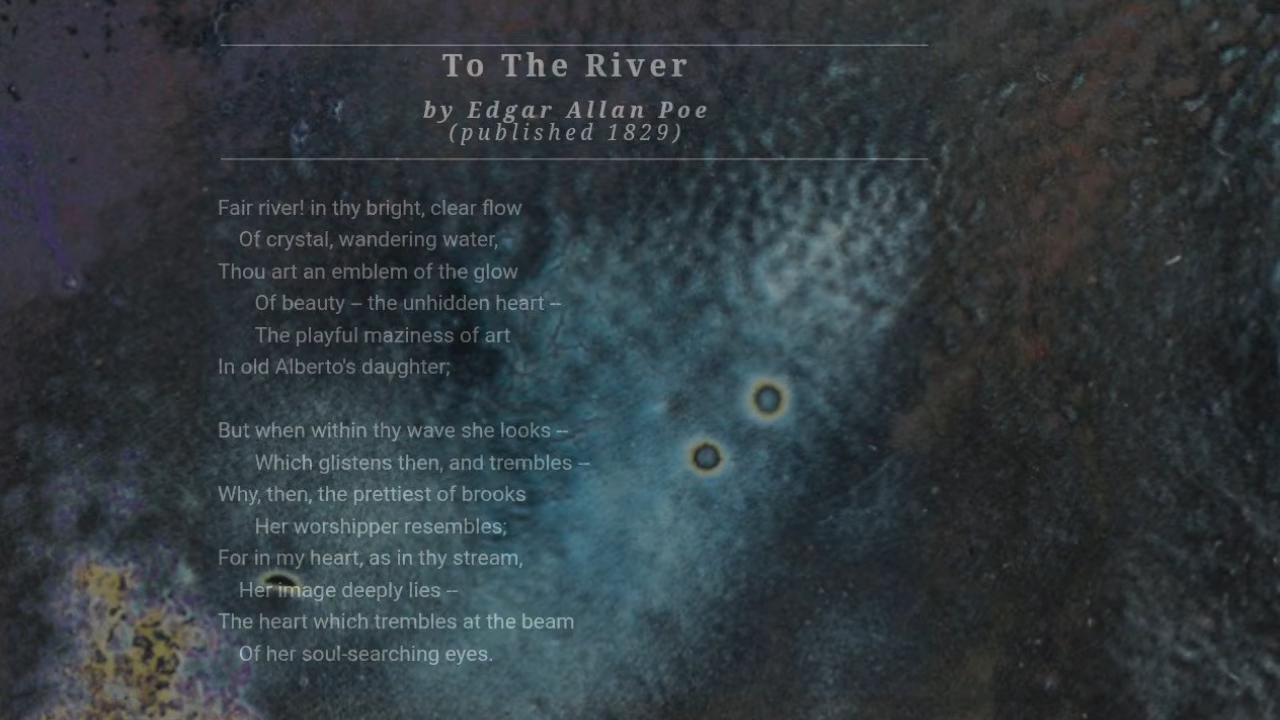 To The River
by Edgar Allan Poe
(published 1829)
Fair river! in thy bright, clear flow
Of crystal, wandering water,
Thou art an emblem of the glow
Of beauty – the unhidden heart –
The playful maziness of art
In old Alberto's daughter;
But when within thy wave she looks –
Which glistens then, and trembles –
Why, then, the prettiest of brooks
Her worshipper resembles;
For in my heart, as in thy stream,
Her image deeply lies –
The heart which trembles at the beam
Of her soul-searching eyes.